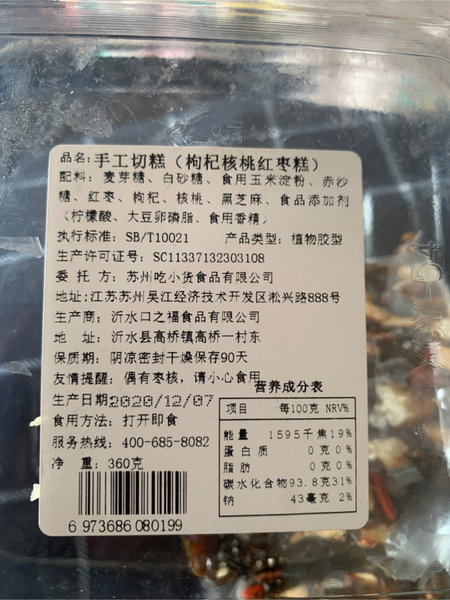 品名:手工切糕(枸杞核桃红枣糕)
配料: 麦芽糖、白砂糖、食用玉米淀粉、赤沙
糖、红枣、枸杞、核桃、黑芝麻、食品添加剂
(柠檬酸、大豆卵磷脂、食用香精)
执行标准: SB/T10021 产品类型: 植物胶型
生产许可证号: SC11337132303108
委托方: 苏州吃小货食品有限公司
地址:江苏苏州吴江经济技术开发区淞兴路888号
生产商: 沂水口之福食品有限公司
地址: 沂水县高桥镇高桥一村东
保质期: 阴凉密封干燥保存90天
友情提醒: 偶有枣核, 请小心食用
生产日期2020/12/07
食用方法: 打开即食
服务热线: 400-685-8082
净重: 360克
6 973686 080199
营养成分表
项目 每100克 NRV%
能量 1595千焦19%
蛋白质 0克 0%
脂肪 0克 0%
碳水化合物93.8克31%
钠 43毫克 2%